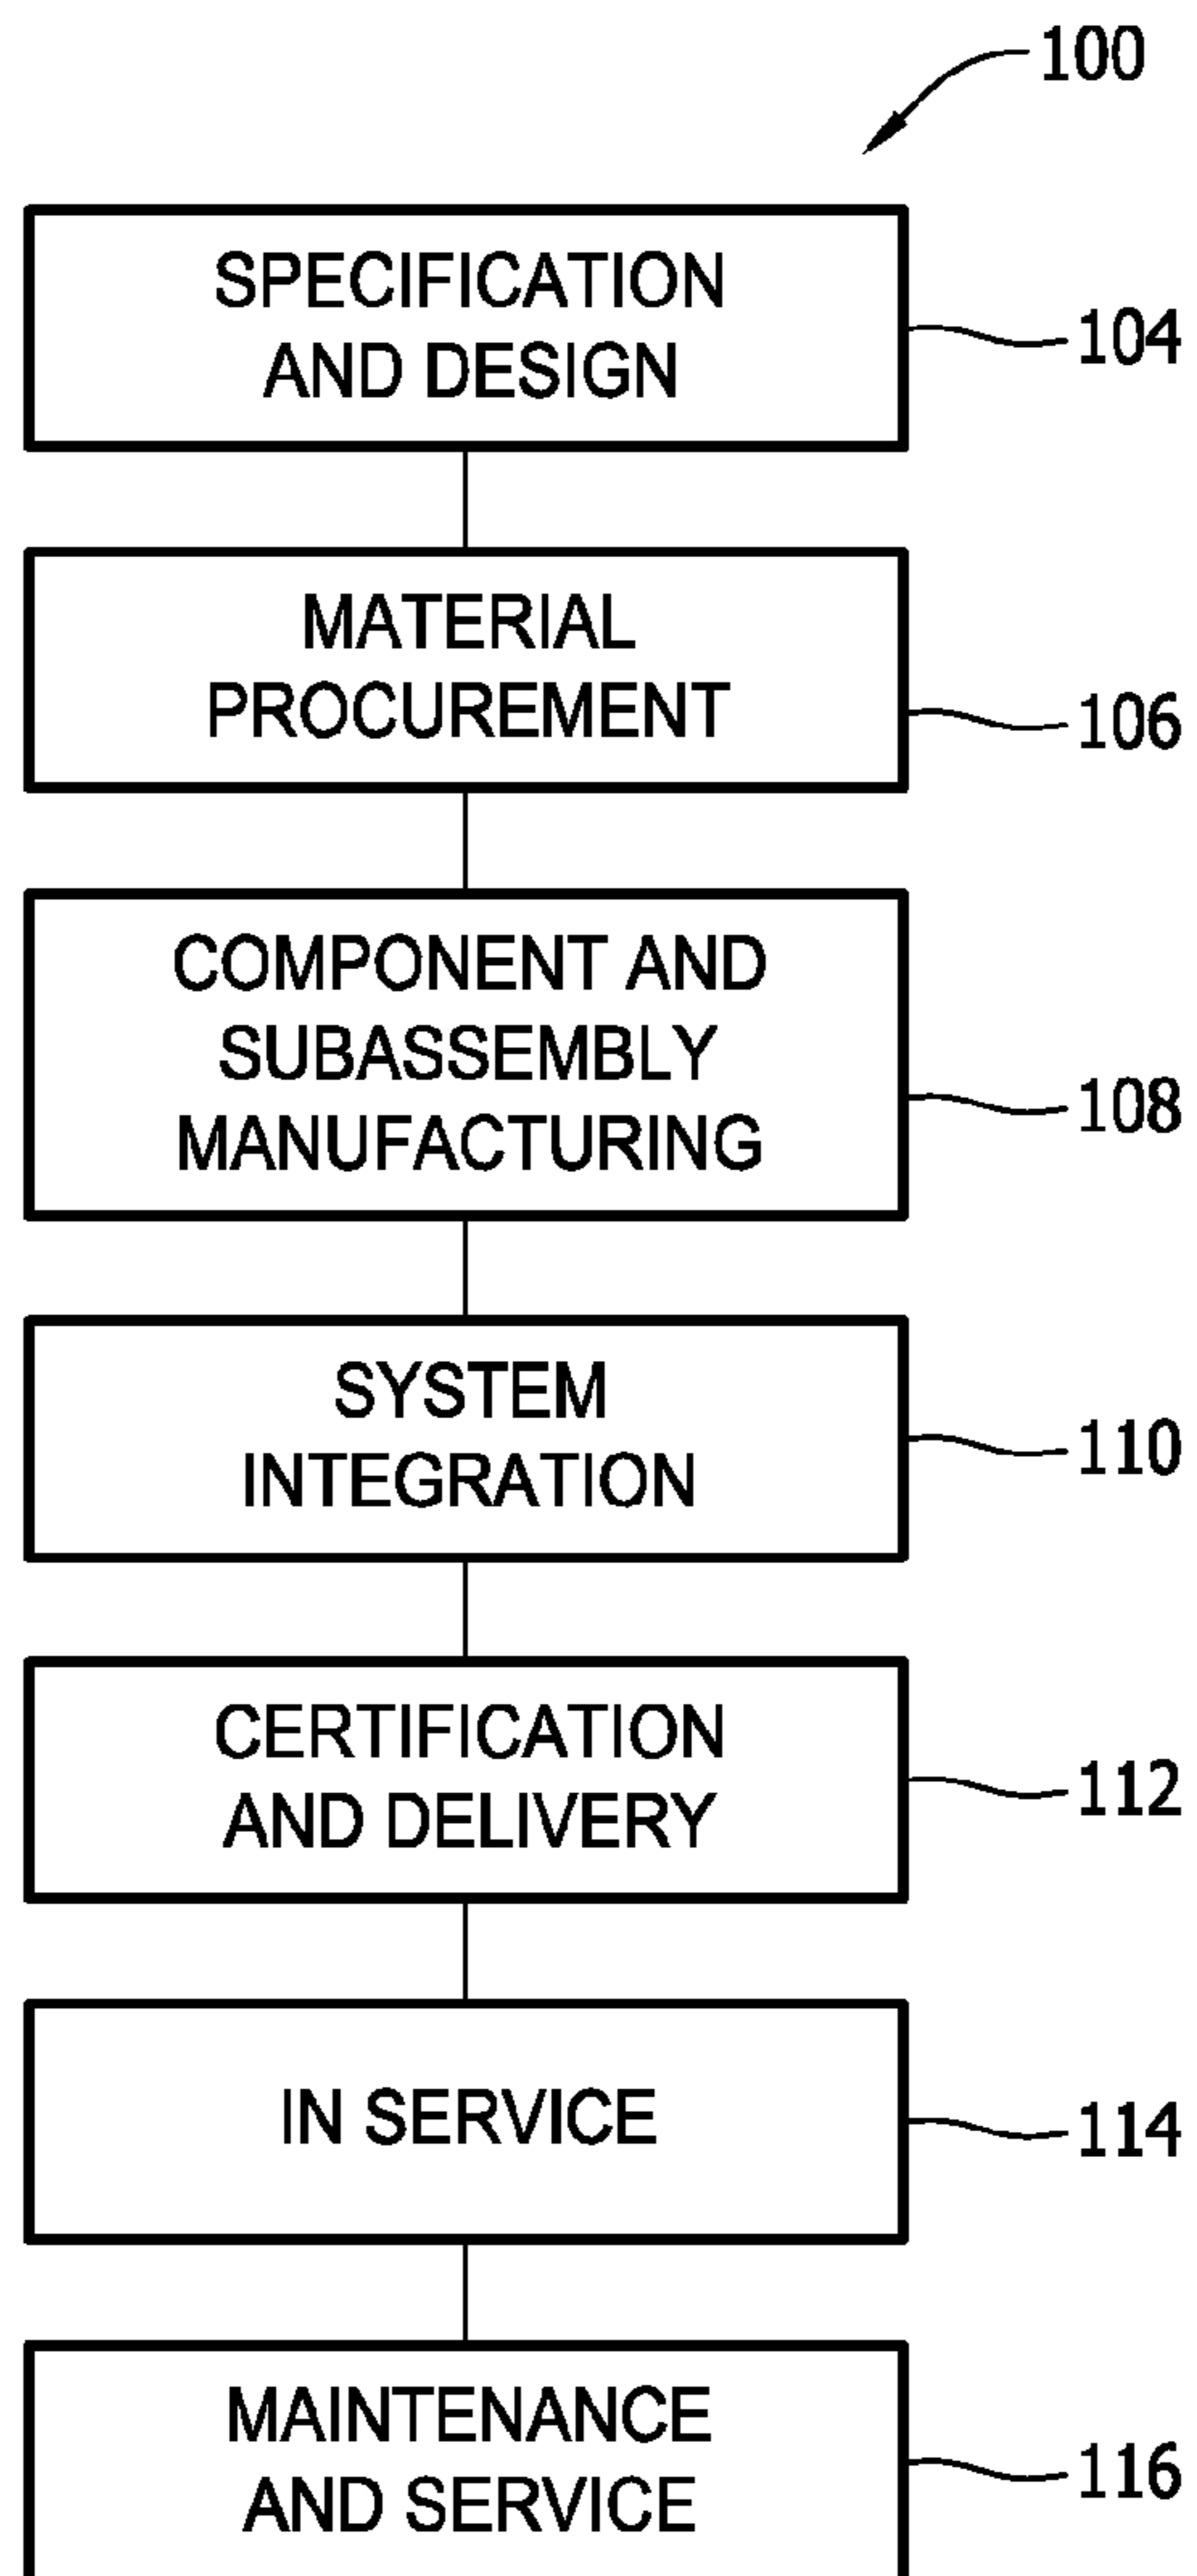 100
SPECIFICATION
AND DESIGN
104
MATERIAL
PROCUREMENT
106
COMPONENT AND
SUBASSEMBLY
MANUFACTURING
108
SYSTEM
INTEGRATION
110
CERTIFICATION
AND DELIVERY
112
IN SERVICE
114
MAINTENANCE
AND SERVICE
116